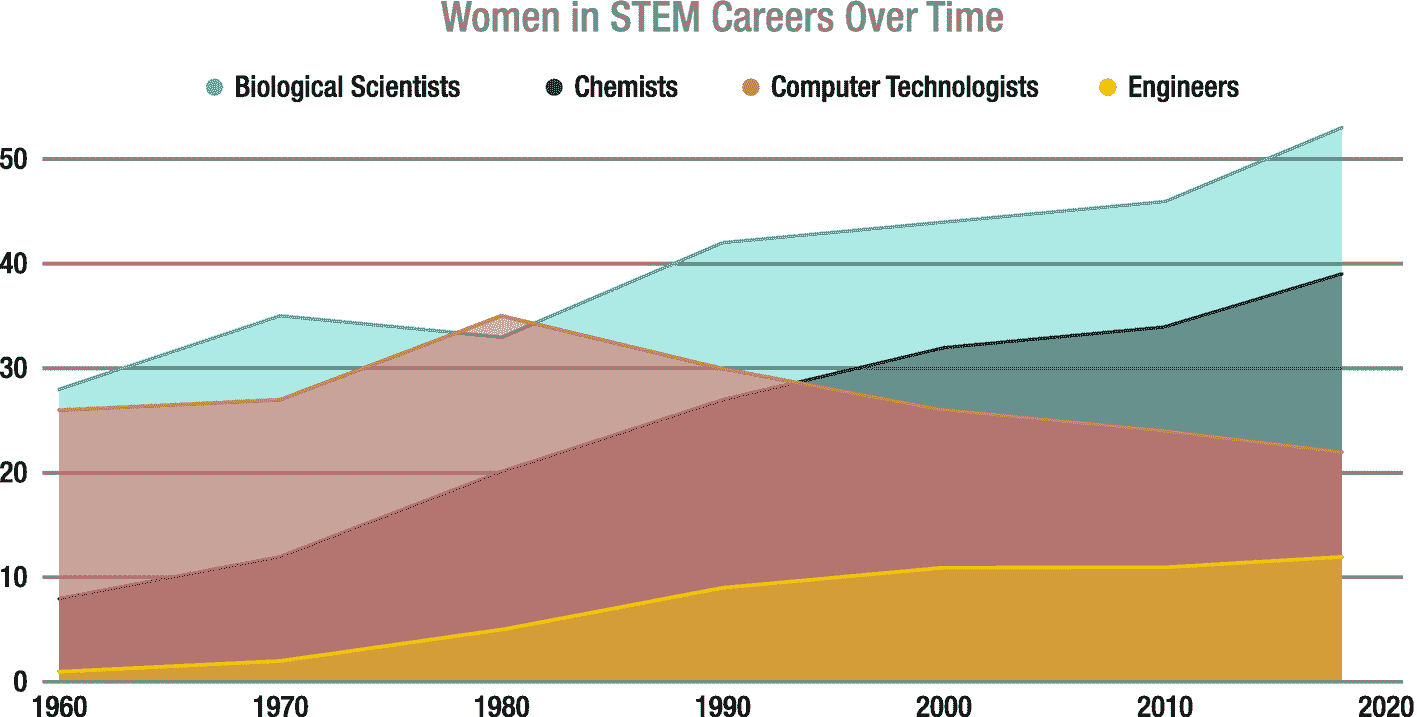 Women in STEM Careers Over Time
Biological Scientists Chemists Computer Technologists Engineers
50
40
30
20
10
0
1960 1970 1980 1990 2000 2010 2020